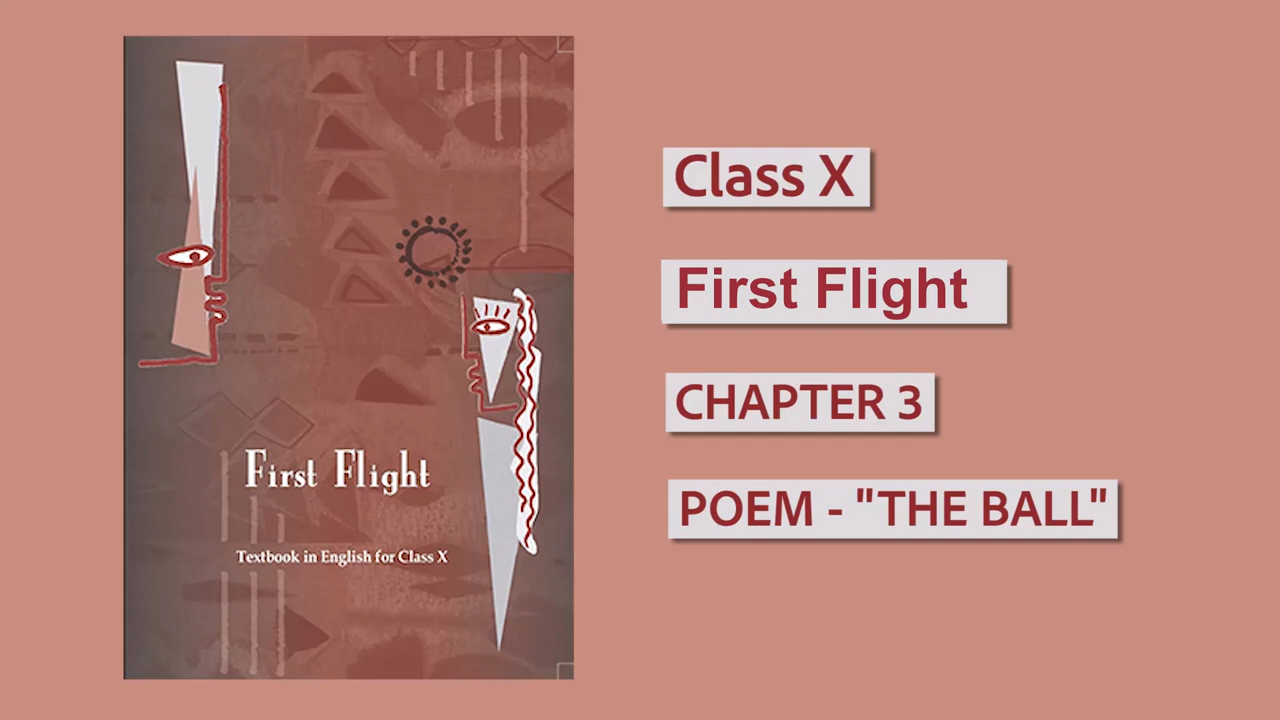 First Flight
Textbook in English for Class X
Class X
First Flight
CHAPTER 3
POEM - "THE BALL"